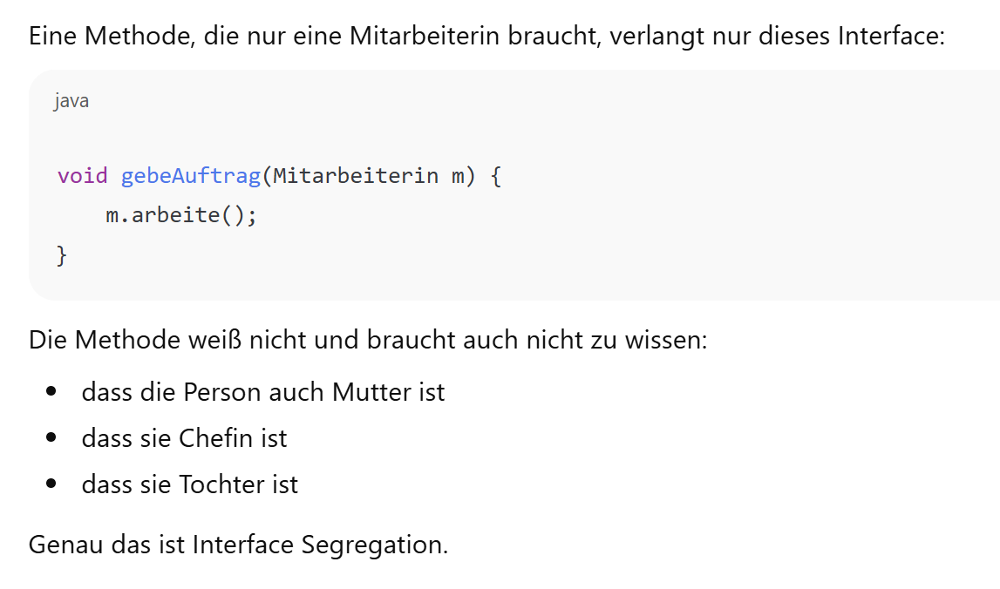 Eine Methode, die nur eine Mitarbeiterin braucht, verlangt nur dieses Interface:
java
void gebeAuftrag(Mitarbeiterin m) {
    m.arbeite();
}
Die Methode weiß nicht und braucht auch nicht zu wissen:
• dass die Person auch Mutter ist
• dass sie Chefin ist
• dass sie Tochter ist
Genau das ist Interface Segregation.